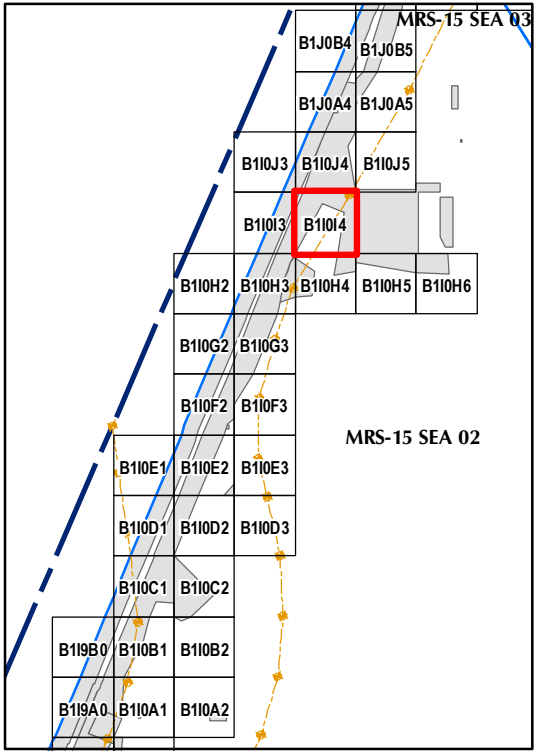 MRS-15 SEA 03
B1J0B4 B1J0B5
B1J0A4 B1J0A5
B1I0J3 B1I0J4 B1I0J5
B1I0I3 B1I0I4
B1I0H2 B1I0H3 B1I0H4 B1I0H5 B1I0H6
B1I0G2 B1I0G3
B1I0F2 B1I0F3
MRS-15 SEA 02
B1I0E1 B1I0E2 B1I0E3
B1I0D1 B1I0D2 B1I0D3
B1I0C1 B1I0C2
B1I9B0 B1I0B1 B1I0B2
B1I9A0 B1I0A1 B1I0A2